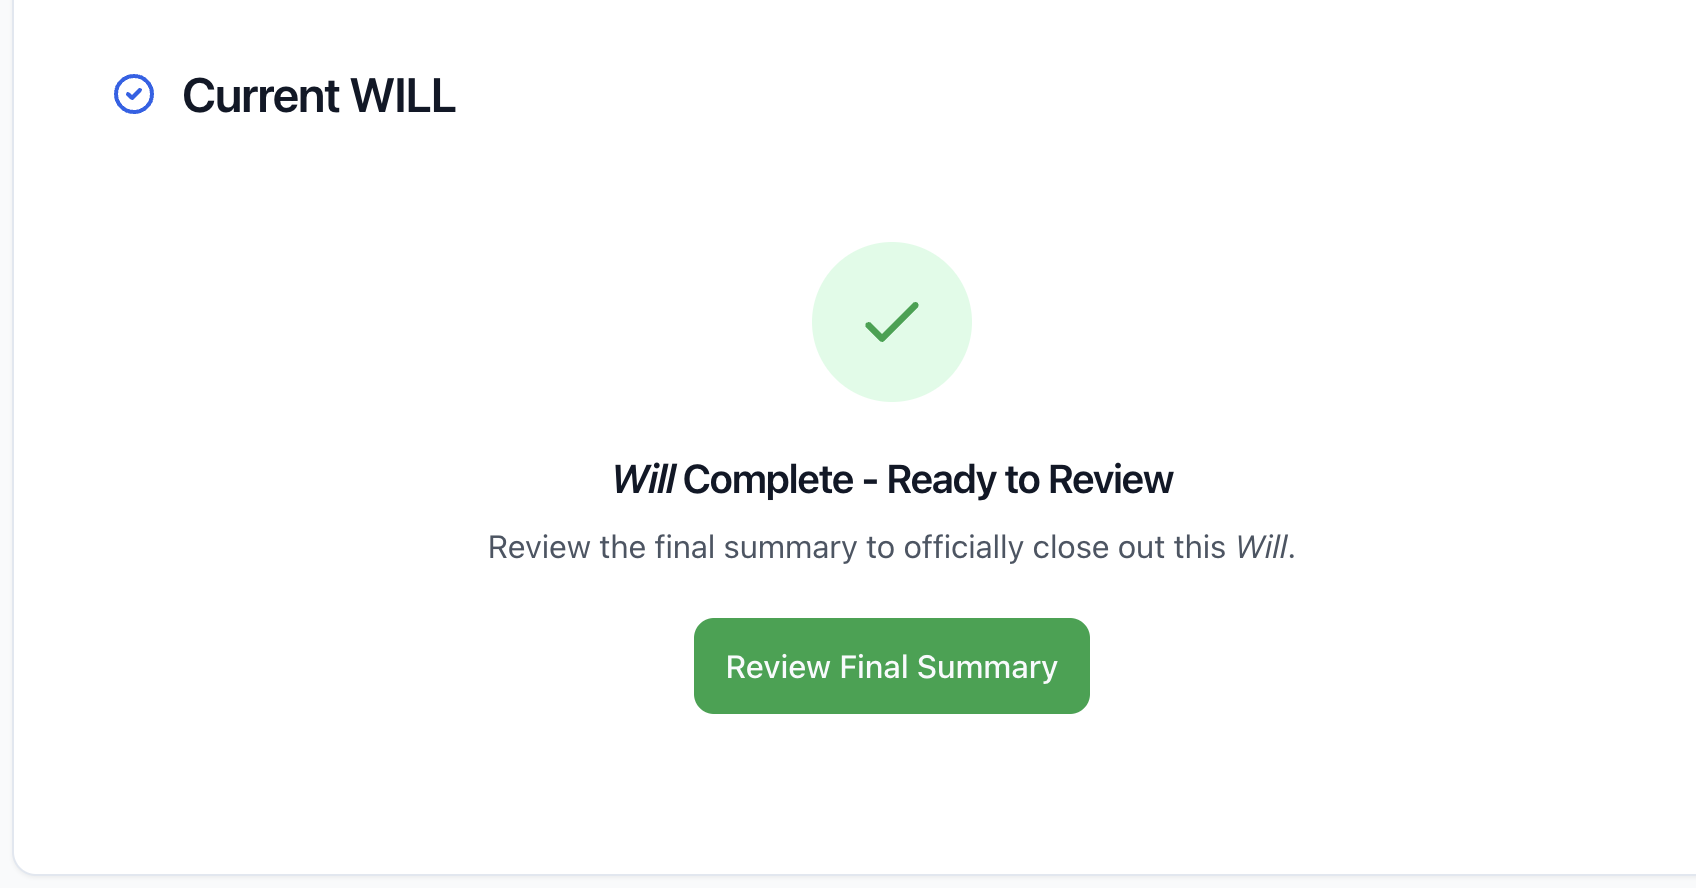 Current WILL
Will Complete - Ready to Review
Review the final summary to officially close out this Will.
Review Final Summary